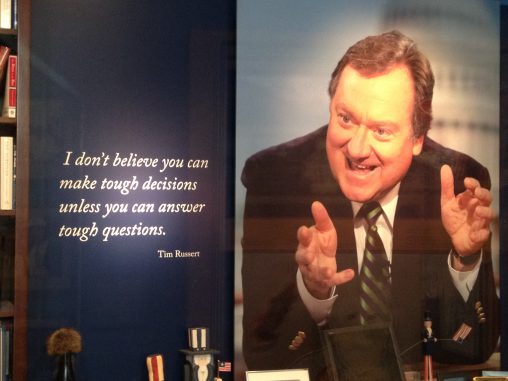 I don't believe you can
make tough decisions
unless you can answer
tough questions.
Tim Russert